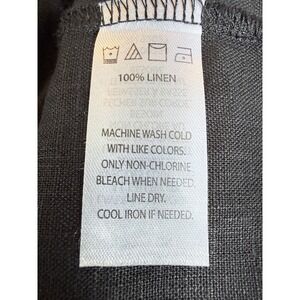 100% LINEN
MACHINE WASH COLD
WITH LIKE COLORS.
ONLY NON-CHLORINE
BLEACH WHEN NEEDED.
LINE DRY.
COOL IRON IF NEEDED.